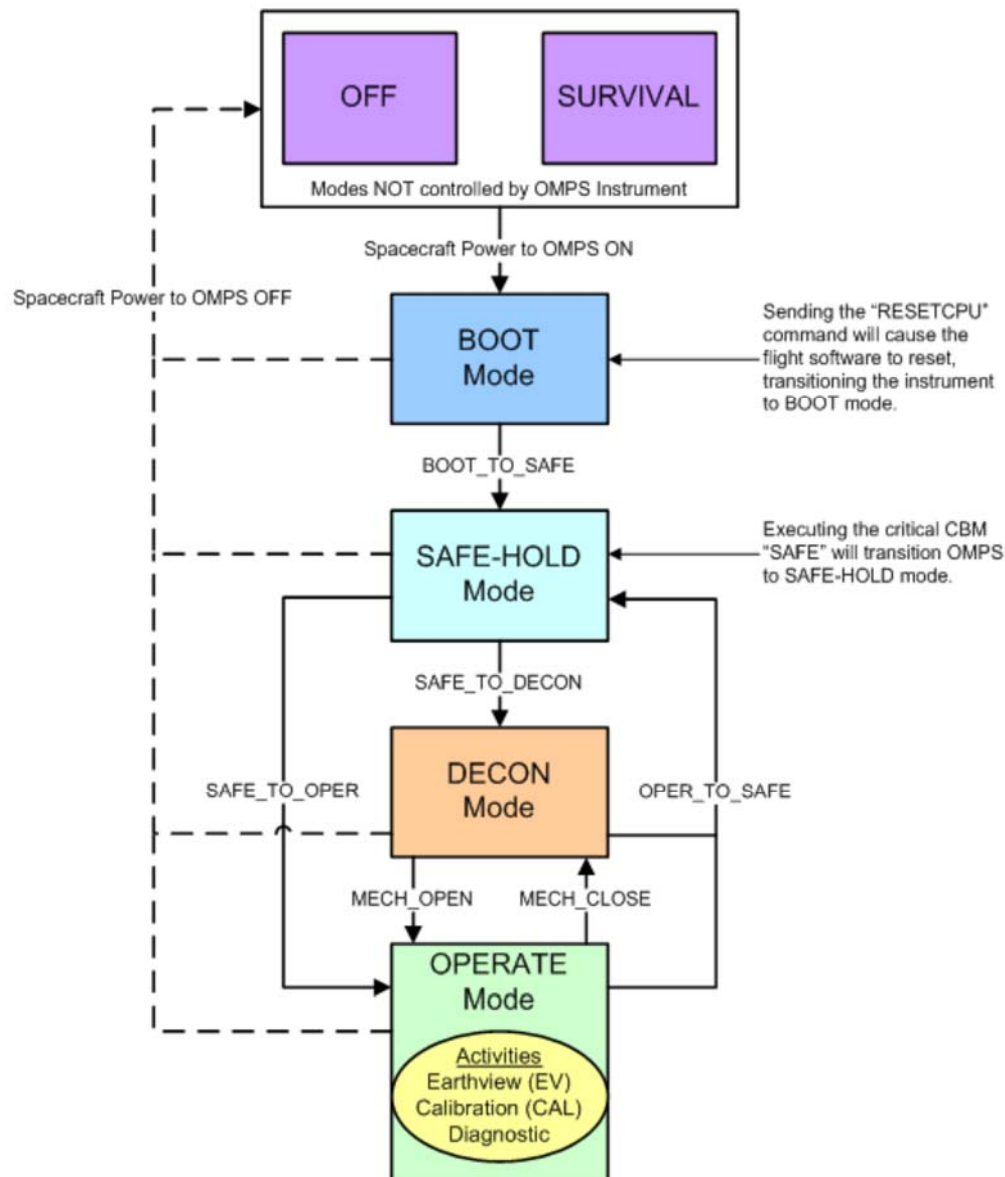 OFF
SURVIVAL
Modes NOT controlled by OMPS Instrument
Spacecraft Power to OMPS ON
Spacecraft Power to OMPS OFF
BOOT
Mode
Sending the “RESETCPU”
command will cause the
flight software to reset,
transitioning the instrument
to BOOT mode.
BOOT_TO_SAFE
SAFE-HOLD
Mode
Executing the critical CBM
“SAFE” will transition OMPS
to SAFE-HOLD mode.
SAFE_TO_DECON
DECON
Mode
SAFE_TO_OPER
OPER_TO_SAFE
MECH_OPEN
MECH_CLOSE
OPERATE
Mode
Activities
Earthview (EV)
Calibration (CAL)
Diagnostic